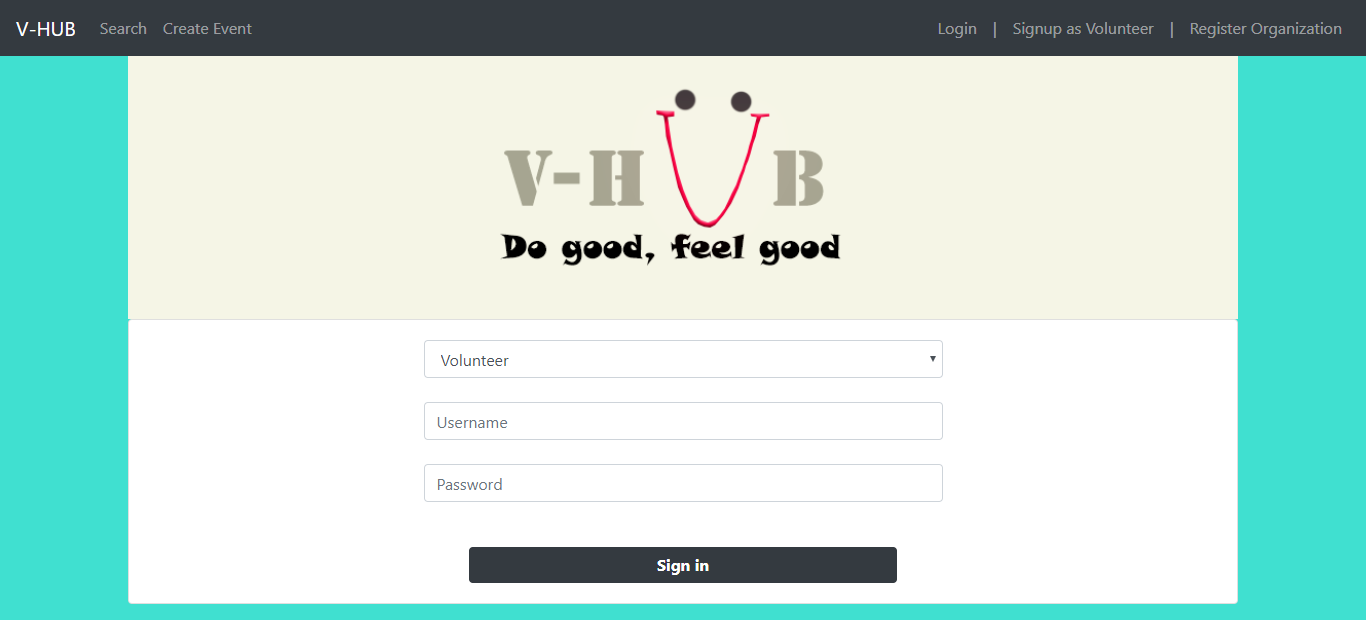 V-HUB Search Create Event Login | Signup as Volunteer | Register Organization
V-HUB
Do good, feel good
Volunteer
Username
Password
Sign in